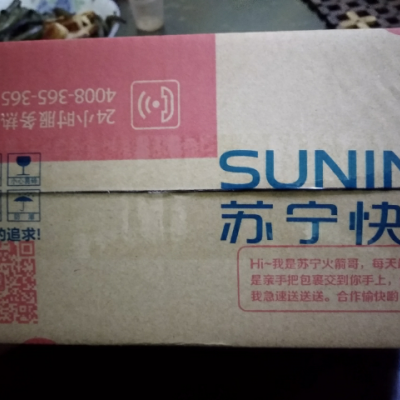 4008-365-365
24小时服务热
SUNIN
苏宁快
的追求!
Hi~我是苏宁火箭哥，每天
是亲手把包裹交到你手上，
我急速送送送。合作愉快啲